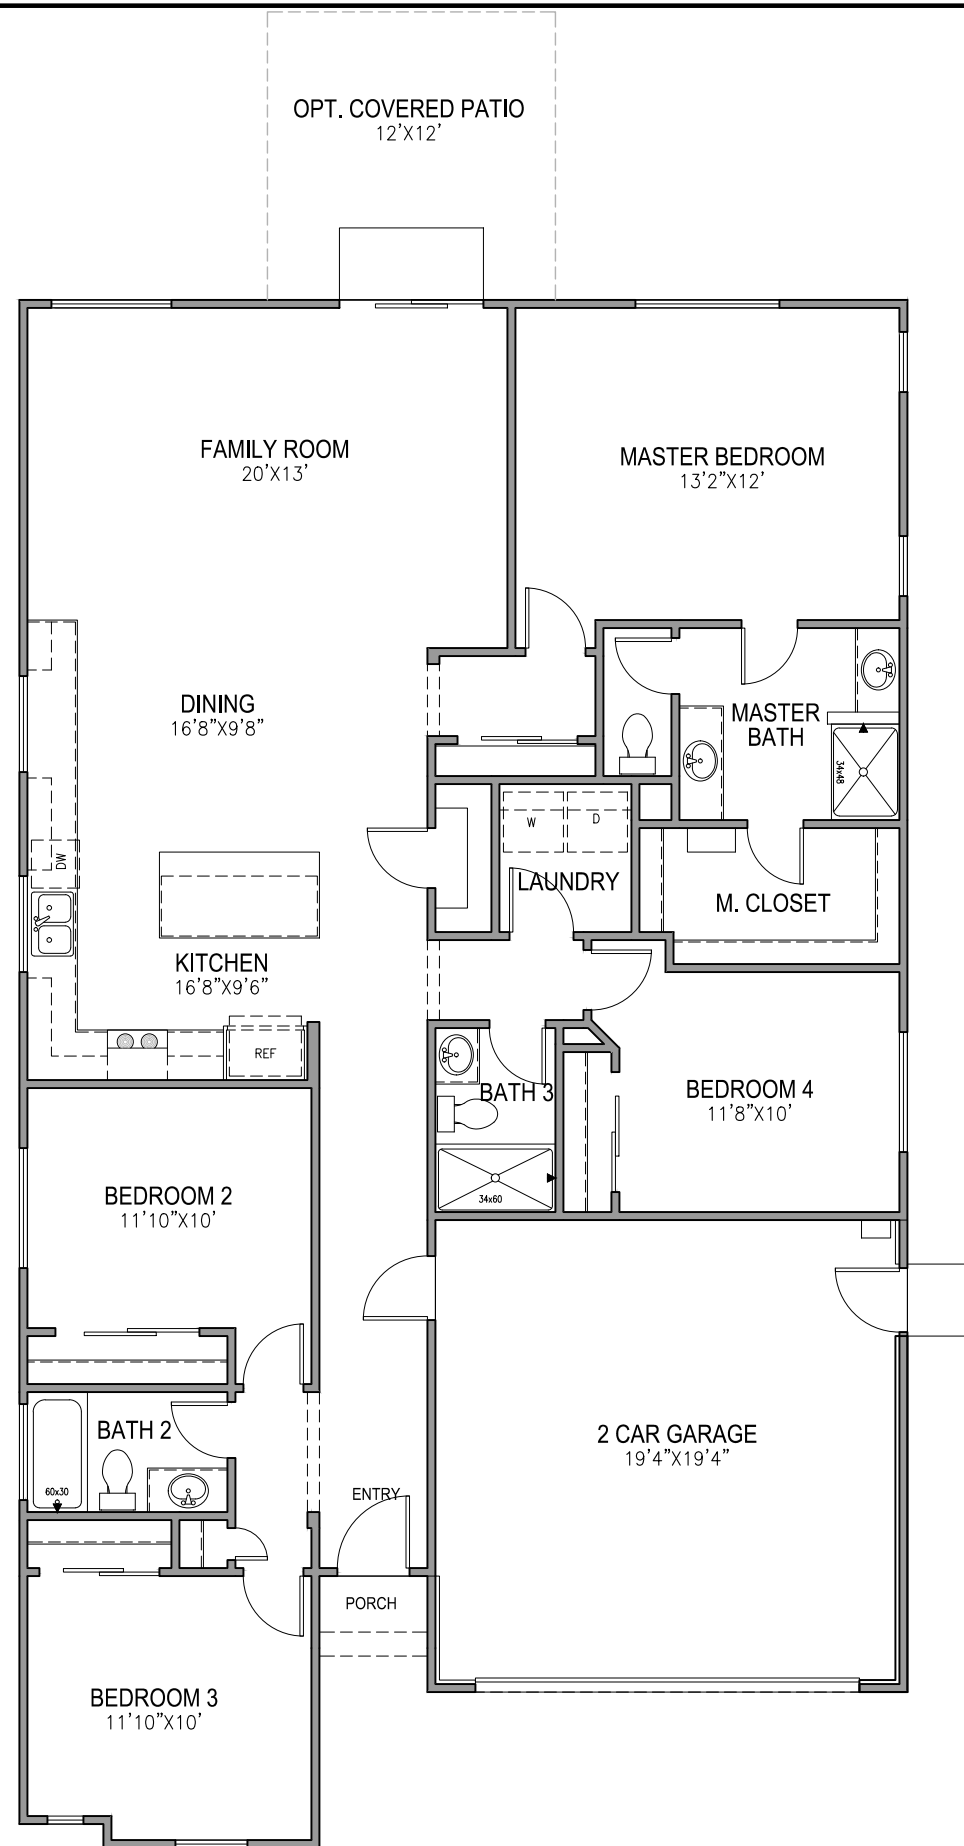 OPT. COVERED PATIO
12'X12'
FAMILY ROOM
20'X13'
MASTER BEDROOM
13'2"X12'
DINING
16'8"X9'8"
MASTER
BATH
34x48
W
D
DW
LAUNDRY
M. CLOSET
KITCHEN
16'8"X9'6"
REF
BATH 3
34x60
BEDROOM 4
11'8"X10'
BEDROOM 2
11'10"X10'
BATH 2
60x30
2 CAR GARAGE
19'4"X19'4"
ENTRY
PORCH
BEDROOM 3
11'10"X10'